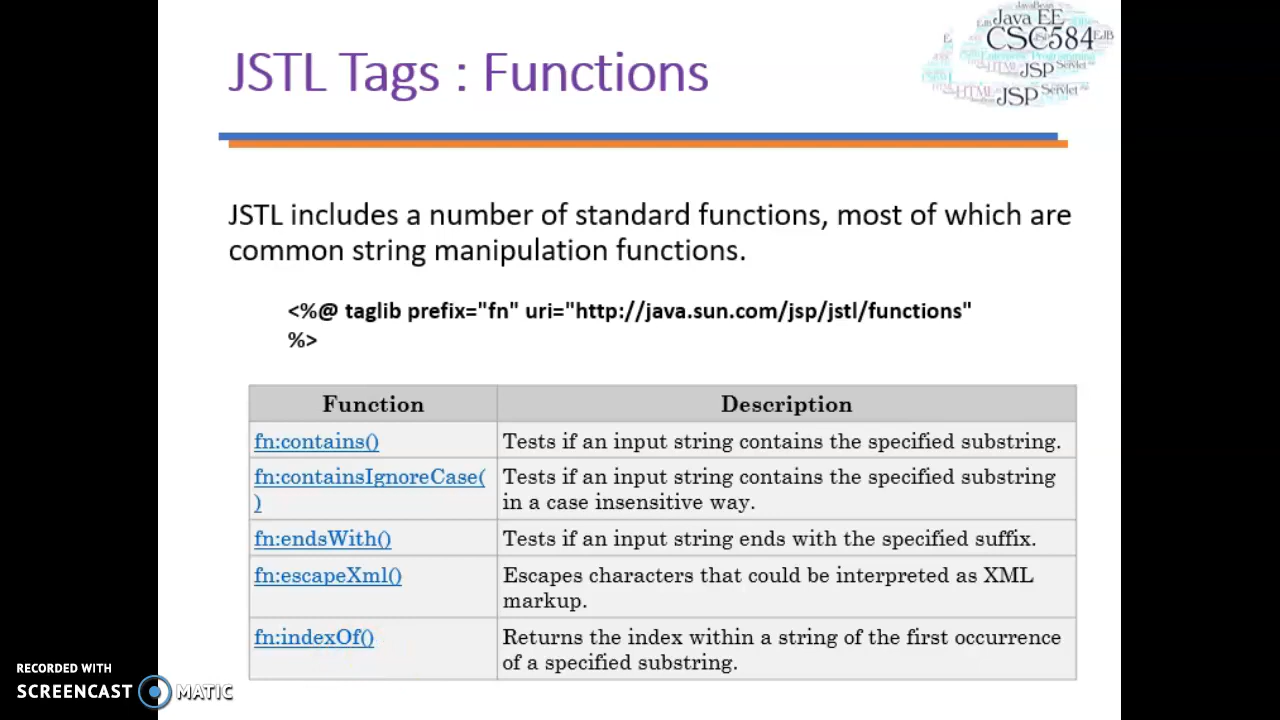 JSTL Tags : Functions
Java EE
CSC584
EJB
JSP
Servlet
HTML
JSP
Servlet
JSTL includes a number of standard functions, most of which are
common string manipulation functions.
<%@ taglib prefix="fn" uri="http://java.sun.com/jsp/jstl/functions"
%>
Function Description
fn:contains() Tests if an input string contains the specified substring.
fn:containsIgnoreCase( Tests if an input string contains the specified substring
) in a case insensitive way.
fn:endsWith() Tests if an input string ends with the specified suffix.
fn:escapeXml() Escapes characters that could be interpreted as XML
markup.
fn:indexOf() Returns the index within a string of the first occurrence
of a specified substring.
RECORDED WITH
SCREENCAST MATIC